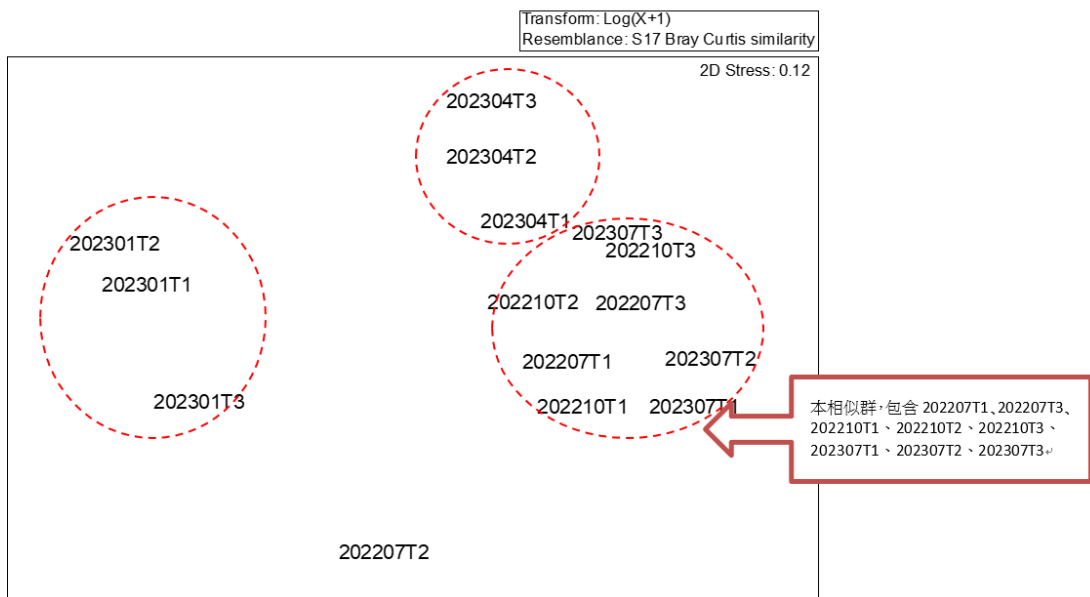 Transform: Log(X+1)
Resemblance: S17 Bray Curtis similarity
2D Stress: 0.12
202304T3
202304T2
202304T1
202307T3
202301T2
202210T3
202301T1
202210T2
202207T3
202207T1
202307T2
202301T3
202210T1
202307T1
本相似群,包含 202207T1、202207T3、
202210T1、202210T2、202210T3、
202307T1、202307T2、202307T3
202207T2